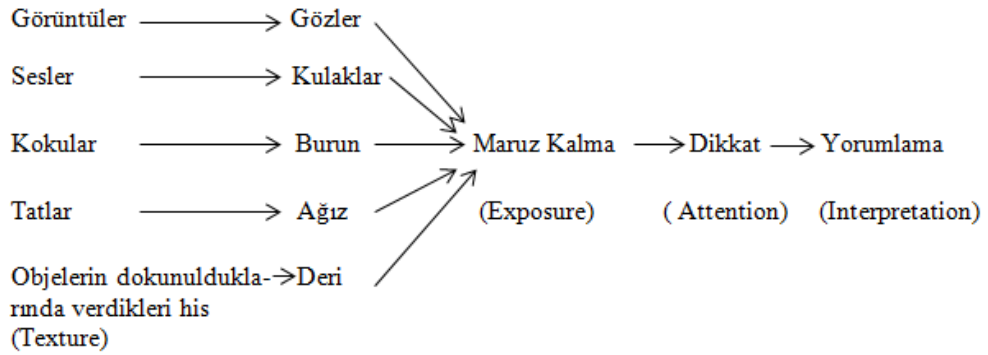 Görüntüler Gözler
Sesler Kulaklar
Kokular Burun Maruz Kalma Dikkat Yorumlama
Tatlar Ağız (Exposure) ( Attention) (Interpretation)
Objelerin dokunuldukla- Deri
rında verdikleri his
(Texture)